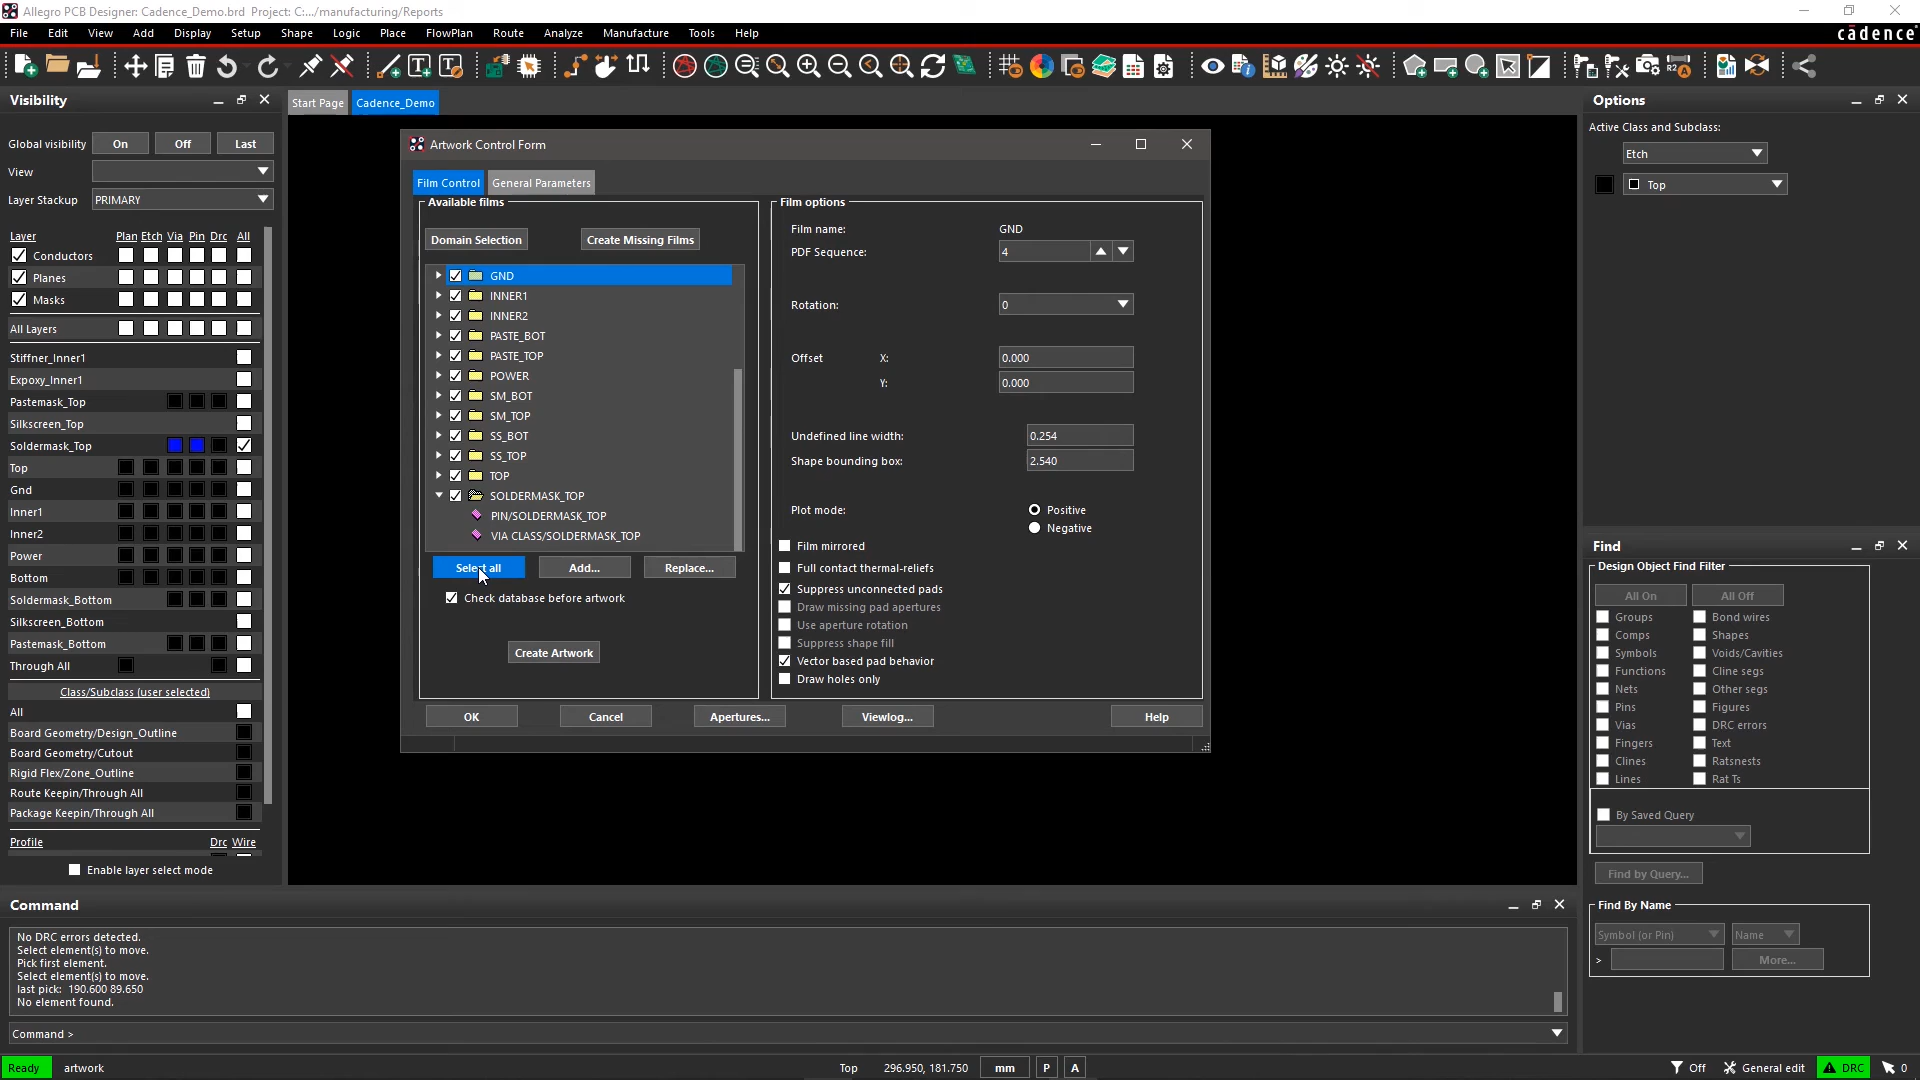 Allegro PCB Designer: Cadence_Demo.brd  Project: C:.../manufacturing/Reports
File Edit View Add Display Setup Shape Logic Place FlowPlan Route Analyze Manufacture Tools Help
cādence
Visibility
Start Page Cadence_Demo
Options
Global visibility On Off Last
View
Layer Stackup PRIMARY
Layer Plan Etch Via Pin Drc All
Conductors
Planes
Masks
All Layers
Stiffner_Inner1
Expoxy_Inner1
Pastemask_Top
Silkscreen_Top
Soldermask_Top
Top
Gnd
Inner1
Inner2
Power
Bottom
Soldermask_Bottom
Silkscreen_Bottom
Pastemask_Bottom
Through All
Class/Subclass (user selected)
All
Board Geometry/Design_Outline
Board Geometry/Cutout
Rigid Flex/Zone_Outline
Route Keepin/Through All
Package Keepin/Through All
Profile Drc Wire
Enable layer select mode
Artwork Control Form
Film Control General Parameters
Available films
Domain Selection Create Missing Films
GND
INNER1
INNER2
PASTE_BOT
PASTE_TOP
POWER
SM_BOT
SM_TOP
SS_BOT
SS_TOP
TOP
SOLDERMASK_TOP
PIN/SOLDERMASK_TOP
VIA CLASS/SOLDERMASK_TOP
Select all Add... Replace...
Check database before artwork
Create Artwork
Film options
Film name: GND
PDF Sequence: 4
Rotation: 0
Offset X: 0.000
Y: 0.000
Undefined line width: 0.254
Shape bounding box: 2.540
Plot mode: Positive
Negative
Film mirrored
Full contact thermal-reliefs
Suppress unconnected pads
Draw missing pad apertures
Use aperture rotation
Suppress shape fill
Vector based pad behavior
Draw holes only
OK Cancel Apertures... Viewlog... Help
Active Class and Subclass:
Etch
Top
Find
Design Object Find Filter
All On All Off
Groups Bond wires
Comps Shapes
Symbols Voids/Cavities
Functions Cline segs
Nets Other segs
Pins Figures
Vias DRC errors
Fingers Text
Clines Ratsnests
Lines Rat Ts
By Saved Query
Find by Query...
Find By Name
Symbol (or Pin) Name
> More...
Command
No DRC errors detected.
Select element(s) to move.
Pick first element.
Select element(s) to move.
last pick:  190.600 89.650
No element found.
Command >
Ready artwork Top 296.950, 181.750 mm P A Off General edit DRC 0